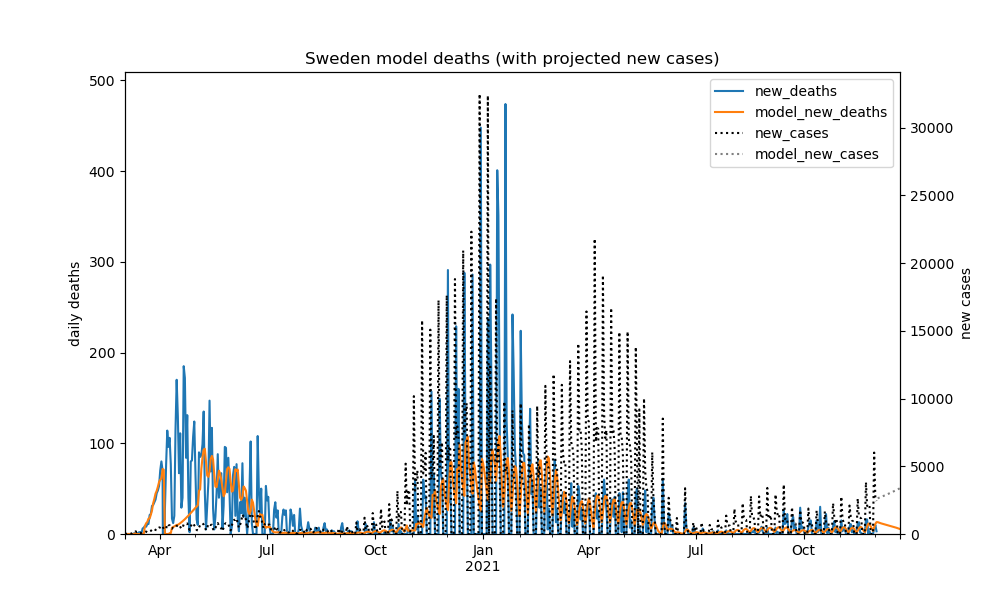 Sweden model deaths (with projected new cases)
500
400
300
200
100
0
daily deaths
new_deaths
model_new_deaths
new_cases
model_new_cases
30000
25000
20000
15000
10000
5000
0
new cases
Apr
Jul
Oct
Jan
2021
Apr
Jul
Oct